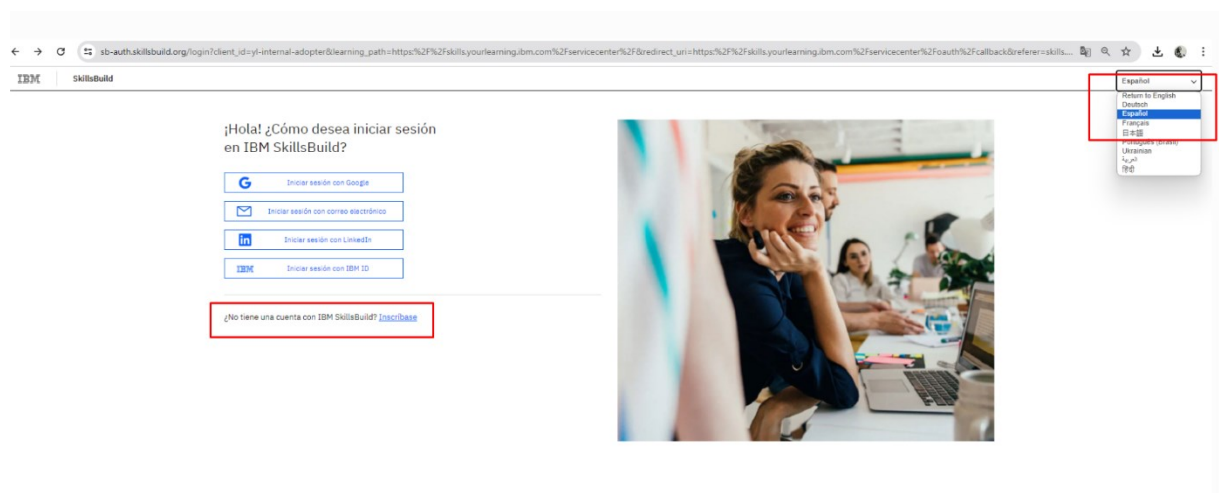 sb-auth.skillsbuild.org/login?client_id=yl-internal-adopter&learning_path=https:%2F%2Fskills.yourlearning.ibm.com%2Fservicecenter%2F&redirect_uri=https:%2F%2Fskills.yourlearning.ibm.com%2Fservicecenter%2Foauth%2Fcallback&referer=skills....
IBM SkillsBuild
Español
Return to English
Deutsch
Español
Français
日本語
Português (Brasil)
Ukrainian
العربية
हिंदी
¡Hola! ¿Cómo desea iniciar sesión
en IBM SkillsBuild?
G Iniciar sesión con Google
Iniciar sesión con correo electrónico
in Iniciar sesión con LinkedIn
IBM Iniciar sesión con IBM ID
¿No tiene una cuenta con IBM SkillsBuild? Inscríbase